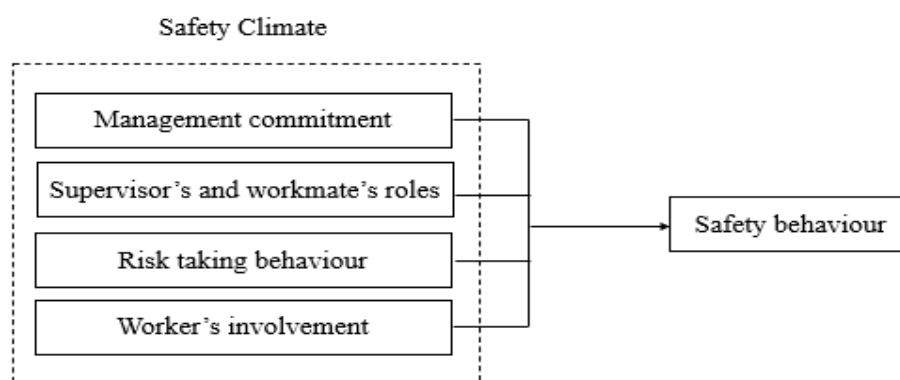 Safety Climate
Management commitment
Supervisor’s and workmate’s roles
Risk taking behaviour
Worker’s involvement
Safety behaviour